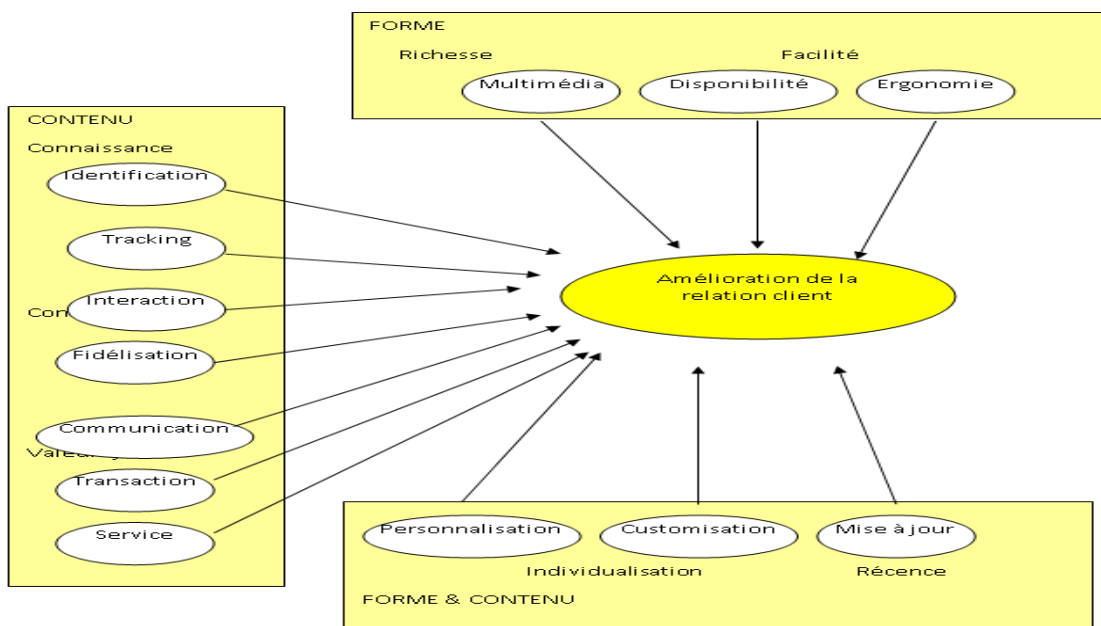 FORME
Richesse Facilité
Multimédia Disponibilité Ergonomie
CONTENU
Connaissance
Identification
Tracking
Interaction
Fidélisation
Communication
Transaction
Service
Amélioration de la
relation client
Personnalisation Customisation Mise à jour
Individualisation Récence
FORME & CONTENU